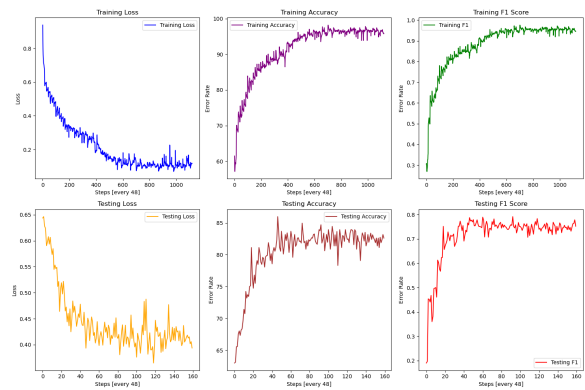 Training Loss
Training Loss
Loss
0.8
0.6
0.4
0.2
0 200 400 600 800 1000
Steps [every 48]
Training Accuracy
Training Accuracy
Error Rate
100
90
80
70
60
0 200 400 600 800 1000
Steps [every 48]
Training F1 Score
Training F1
Error Rate
1.0
0.9
0.8
0.7
0.6
0.5
0.4
0.3
0 200 400 600 800 1000
Steps [every 48]
Testing Loss
Testing Loss
Loss
0.65
0.60
0.55
0.50
0.45
0.40
0 20 40 60 80 100 120 140 160
Steps [every 48]
Testing Accuracy
Testing Accuracy
Error Rate
85
80
75
70
65
0 20 40 60 80 100 120 140 160
Steps [every 48]
Testing F1 Score
Testing F1
Error Rate
0.8
0.7
0.6
0.5
0.4
0.3
0.2
0 20 40 60 80 100 120 140 160
Steps [every 48]